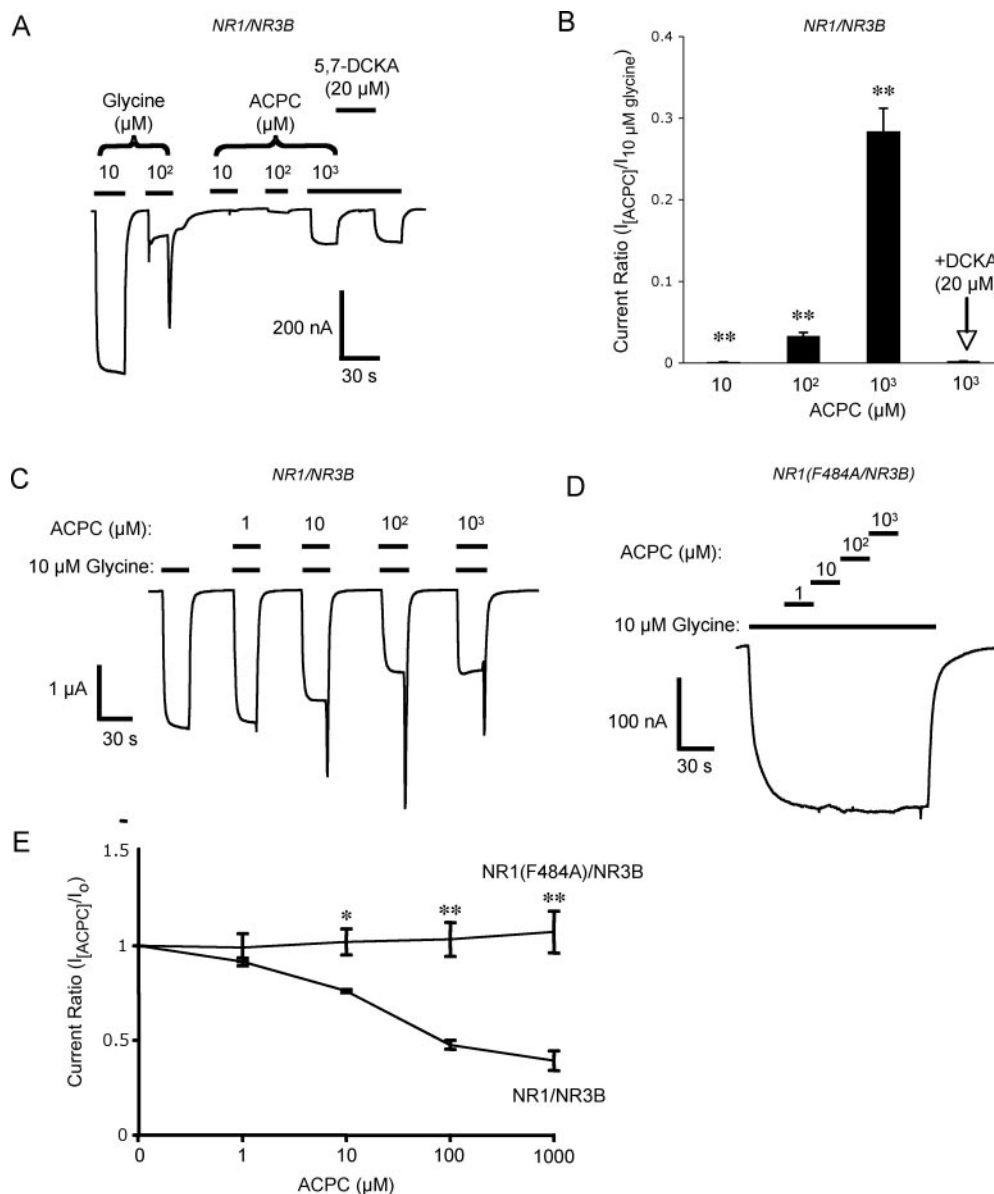 A
NR1/NR3B
5,7-DCKA
(20 µM)
Glycine
(µM)
ACPC
(µM)
10 10² 10 10² 10³
200 nA
30 s
B
NR1/NR3B
Current Ratio (I[ACPC]/I10 µM glycine)
0.4
0.3
0.2
0.1
0
**
**
**
+DCKA
(20 µM
10 10² 10³ 10³
ACPC (µM)
C
NR1/NR3B
ACPC (µM): 1 10 10² 10³
10 µM Glycine:
1 µA
30 s
D
NR1(F484A/NR3B)
ACPC (µM):
10³
10²
10
1
10 µM Glycine:
100 nA
30 s
E
Current Ratio (I[ACPC]/Io)
1.5
1
0.5
0
NR1(F484A)/NR3B
* ** **
NR1/NR3B
0 1 10 100 1000
ACPC (µM)